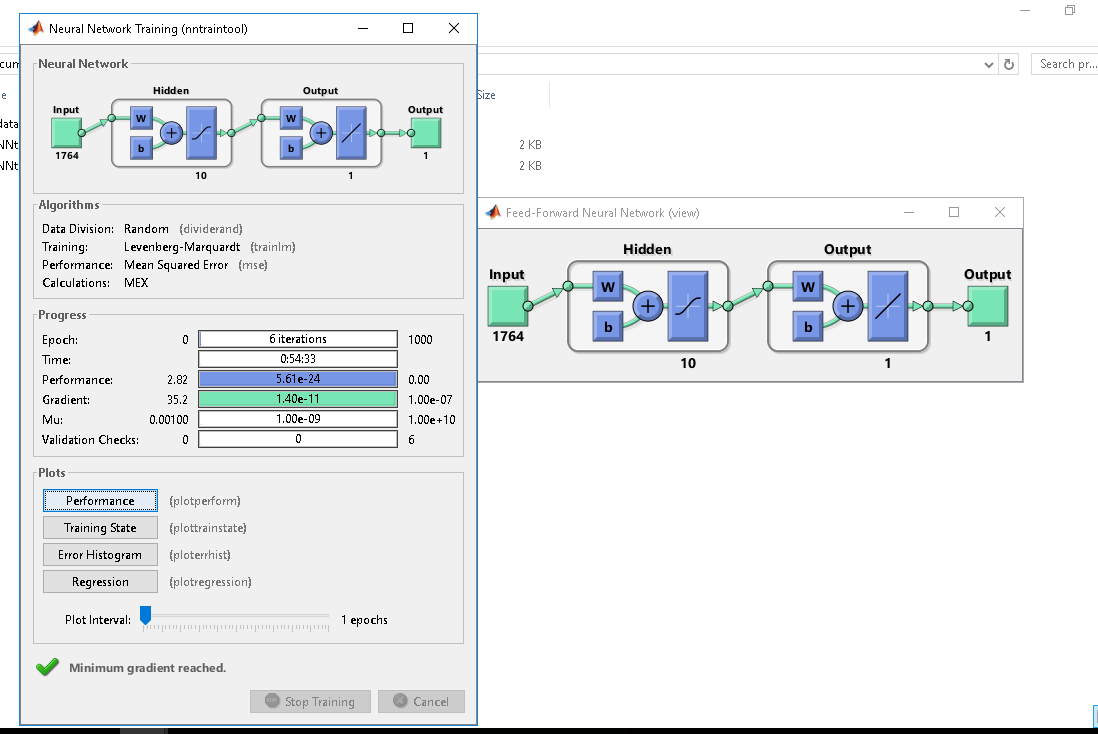 Neural Network Training (nntraintool)
Search pr...
Size
2 KB
2 KB
Neural Network
Hidden
Output
Input
Output
W
b
W
b
1764
10
1
1
Algorithms
Data Division: Random (dividerand)
Training: Levenberg-Marquardt (trainlm)
Performance: Mean Squared Error (mse)
Calculations: MEX
Progress
Epoch: 0 6 iterations 1000
Time: 0:54:33
Performance: 2.82 5.61e-24 0.00
Gradient: 35.2 1.40e-11 1.00e-07
Mu: 0.00100 1.00e-09 1.00e+10
Validation Checks: 0 0 6
Plots
Performance (plotperform)
Training State (plottrainstate)
Error Histogram (ploterrhist)
Regression (plotregression)
Plot Interval: 1 epochs
Minimum gradient reached.
Stop Training Cancel
Feed-Forward Neural Network (view)
Hidden
Output
Input
Output
W
b
W
b
1764
10
1
1